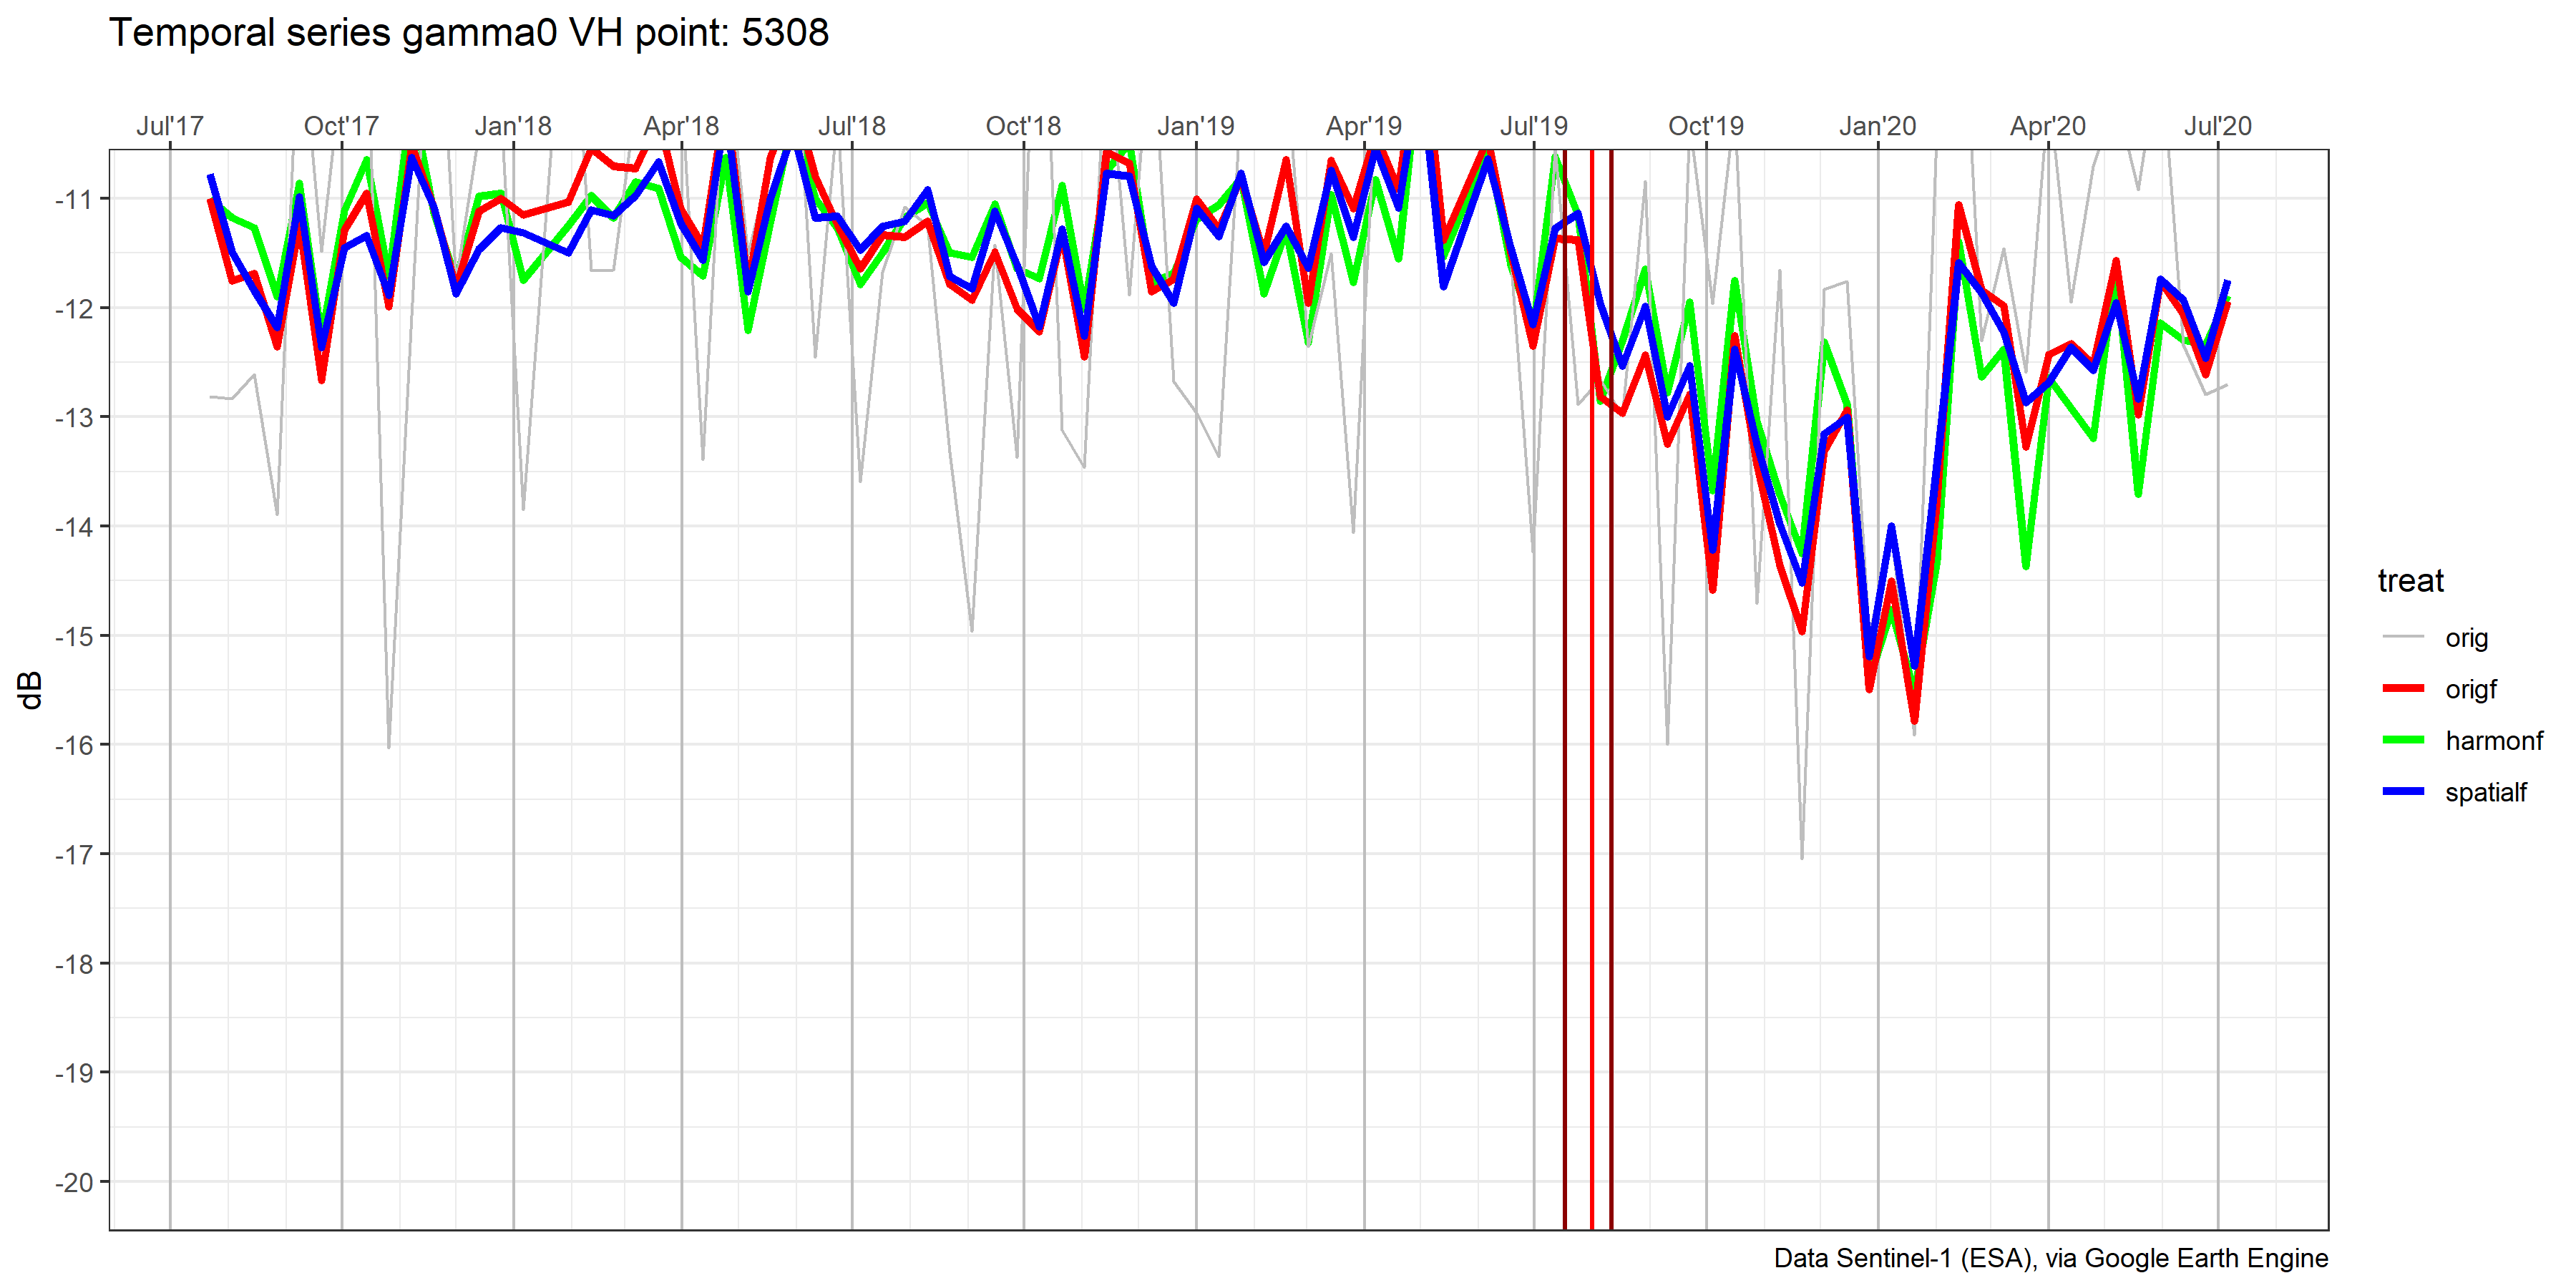 Temporal series gamma0 VH point: 5308
Jul'17 Oct'17 Jan'18 Apr'18 Jul'18 Oct'18 Jan'19 Apr'19 Jul'19 Oct'19 Jan'20 Apr'20 Jul'20
-11
-12
-13
-14
-15
-16
-17
-18
-19
-20
dB
treat
orig
origf
harmonf
spatialf
Data Sentinel-1 (ESA), via Google Earth Engine